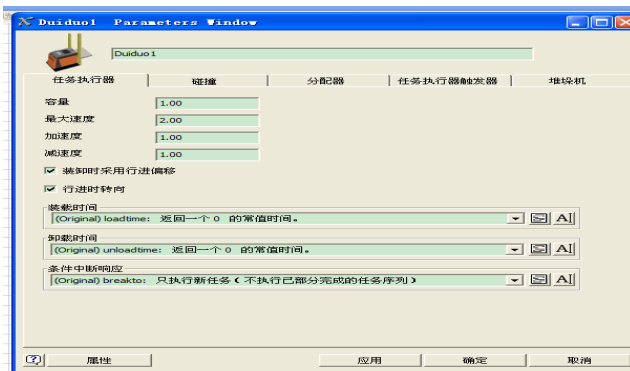 Duiduo1 Parameters Window
Duiduo1
任务执行器 碰撞 分配器 任务执行器触发器 堆垛机
容量 1.00
最大速度 2.00
加速度 1.00
减速度 1.00
装卸时采用行进偏移
行进时转向
装载时间
(Original) loadtime: 返回一个 0 的常值时间。 A
卸载时间
(Original) unloadtime: 返回一个 0 的常值时间。 A
条件中断响应
(Original) breakto: 只执行新任务(不执行已部分完成的任务序列) A
? 属性 应用 确定 取消